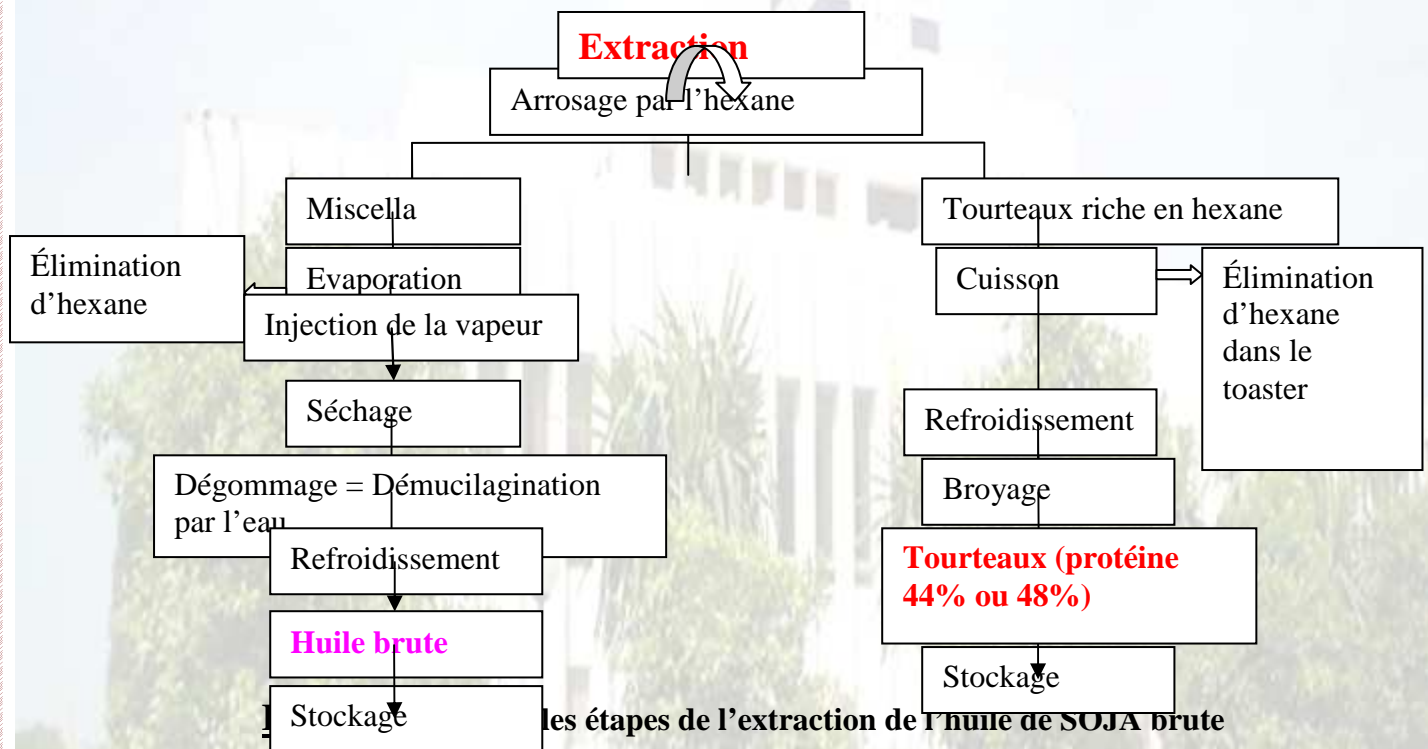 Extraction
Arrosage par l’hexane
Miscella
Tourteaux riche en hexane
Élimination
d’hexane
Evaporation
Cuisson
Élimination
d’hexane
dans le
toaster
Injection de la vapeur
Séchage
Refroidissement
Dégommage = Démucilagination
par l’eau
Broyage
Refroidissement
Tourteaux (protéine
44% ou 48%)
Huile brute
Stockage
Stockage
les étapes de l’extraction de l’huile de SOJA brute